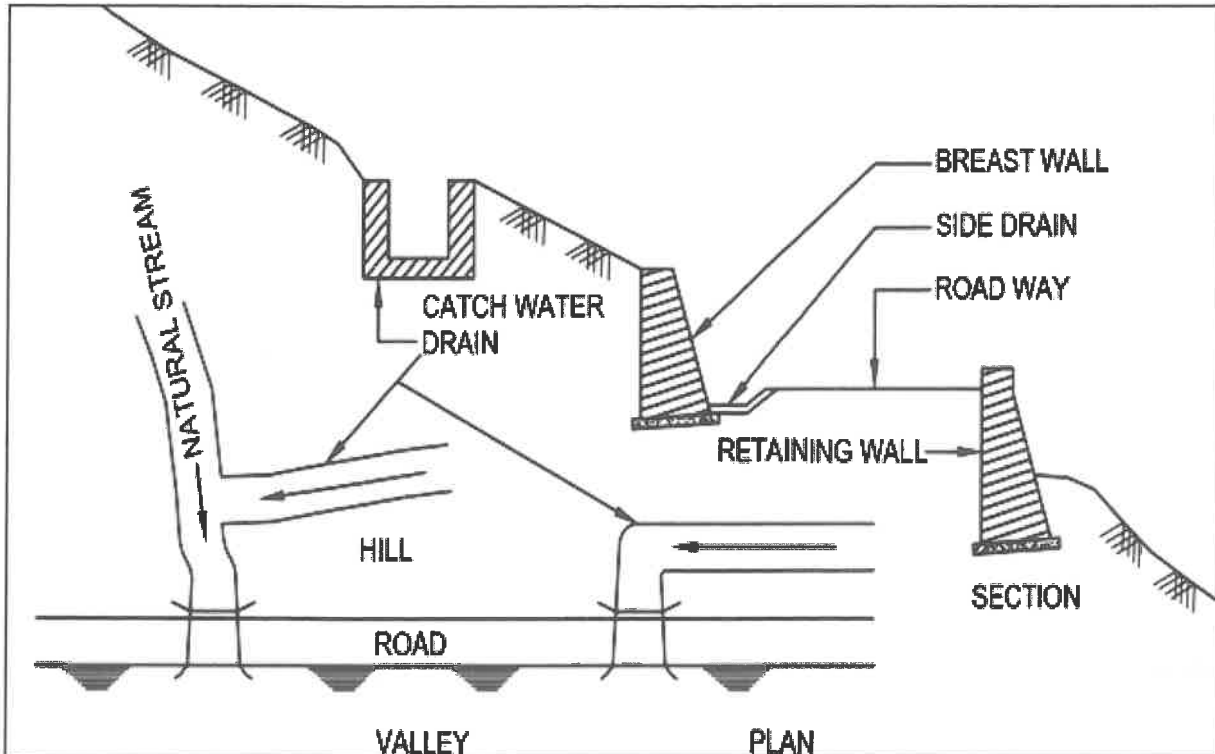 BREAST WALL
SIDE DRAIN
ROAD WAY
NATURAL STREAM
CATCH WATER
DRAIN
RETAINING WALL
HILL
SECTION
ROAD
VALLEY
PLAN